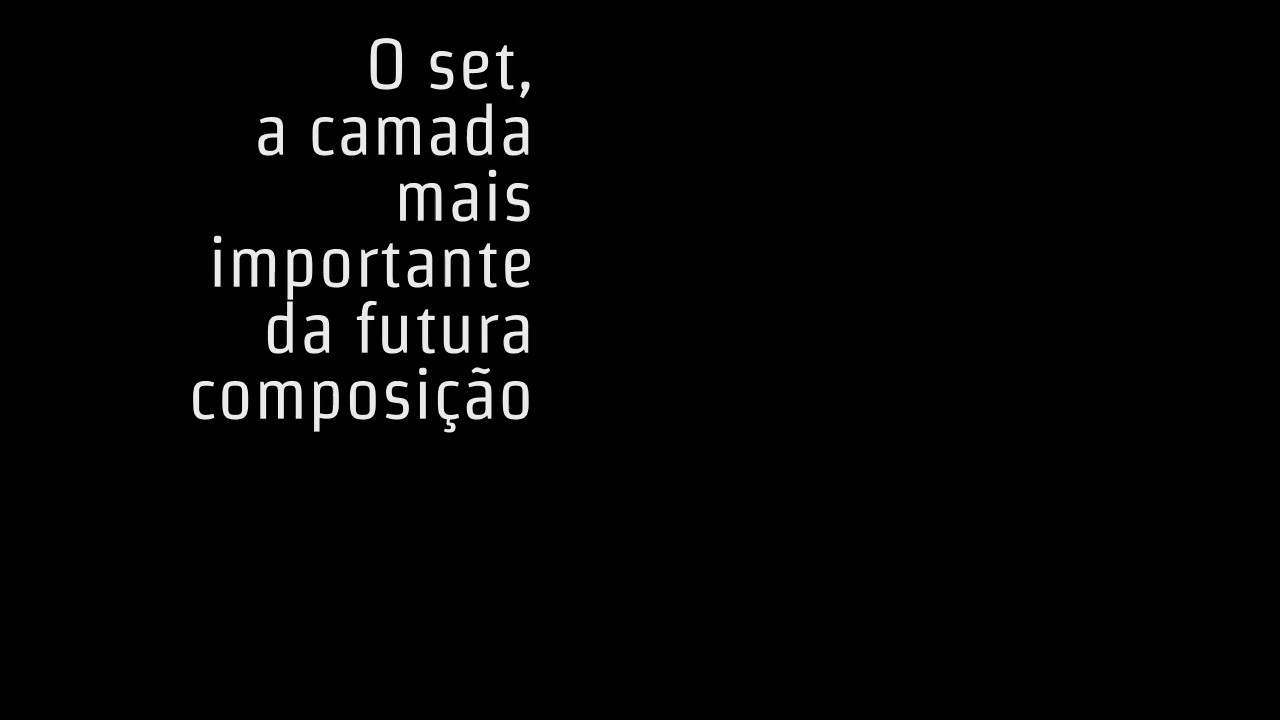 O set,
a camada
mais
importante
da futura
composição